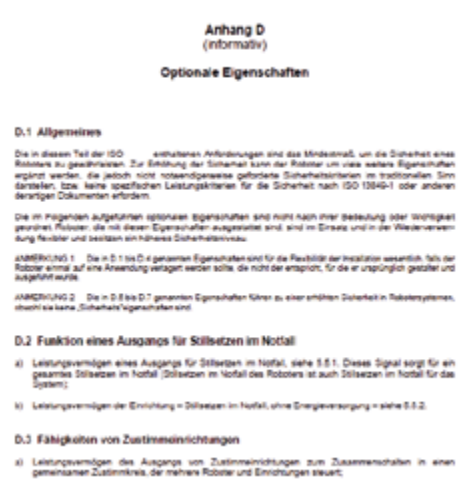 Anhang D
(informativ)
Optionale Eigenschaften
D.1 Allgemeines
Die in diesem Teil der ISO enthaltenen Anforderungen sind das Mindestmaß, um die Sicherheit eines
Roboters zu gewährleisten. Zur Erhöhung der Sicherheit kann der Roboter um viele weitere Eigenschaften
ergänzt werden, die jedoch nicht notwendigerweise geforderte Sicherheitskriterien im traditionellen Sinn
darstellen, bzw. keine spezifischen Leistungskriterien für die Sicherheit nach ISO 13849-1 oder anderen
derartigen Dokumenten erfordern.
Die im Folgenden aufgeführten optionalen Eigenschaften sind nicht nach ihrer Bedeutung oder Wichtigkeit
geordnet. Roboter, die mit diesen Eigenschaften ausgestattet sind, sind im Einsatz und in der Wiederverwen-
dung flexibler und besitzen ein höheres Sicherheitsniveau.
ANMERKUNG 1 Die in D.1 bis D.4 genannten Eigenschaften sind für die Flexibilität der Installation wesentlich, falls der
Roboter einmal auf eine Anwendung verlagert werden sollte, die nicht der entspricht, für die er ursprünglich gestaltet und
ausgeführt wurde.
ANMERKUNG 2 Die in D.5 bis D.7 genannten Eigenschaften führen zu einer erhöhten Sicherheit in Robotersystemen,
obwohl sie keine „Sicherheits“eigenschaften sind.
D.2 Funktion eines Ausgangs für Stillsetzen im Notfall
a) Leistungsvermögen eines Ausgangs für Stillsetzen im Notfall, siehe 5.5.1. Dieses Signal sorgt für ein
gesamtes Stillsetzen im Notfall (Stillsetzen im Notfall des Roboters ist auch Stillsetzen im Notfall für das
System);
b) Leistungsvermögen der Einrichtung – Stillsetzen im Notfall, ohne Energieversorgung – siehe 5.5.2.
D.3 Fähigkeiten von Zustimmeinrichtungen
a) Leistungsvermögen des Ausgangs von Zustimmeinrichtungen zum Zusammenschalten in einen
gemeinsamen Zustimmkreis, der mehrere Roboter und Einrichtungen steuert;